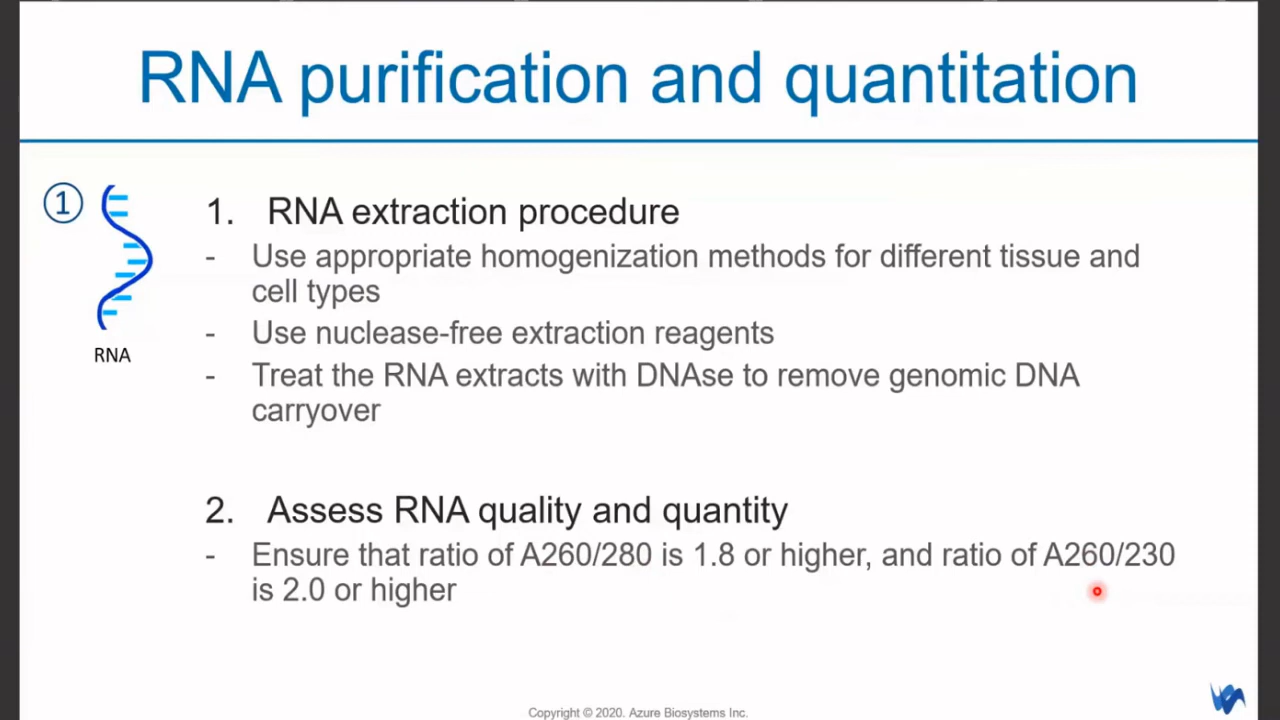 RNA purification and quantitation
①
RNA
1. RNA extraction procedure
- Use appropriate homogenization methods for different tissue and
cell types
- Use nuclease-free extraction reagents
- Treat the RNA extracts with DNAse to remove genomic DNA
carryover
2. Assess RNA quality and quantity
- Ensure that ratio of A260/280 is 1.8 or higher, and ratio of A260/230
is 2.0 or higher
Copyright © 2020. Azure Biosystems Inc.